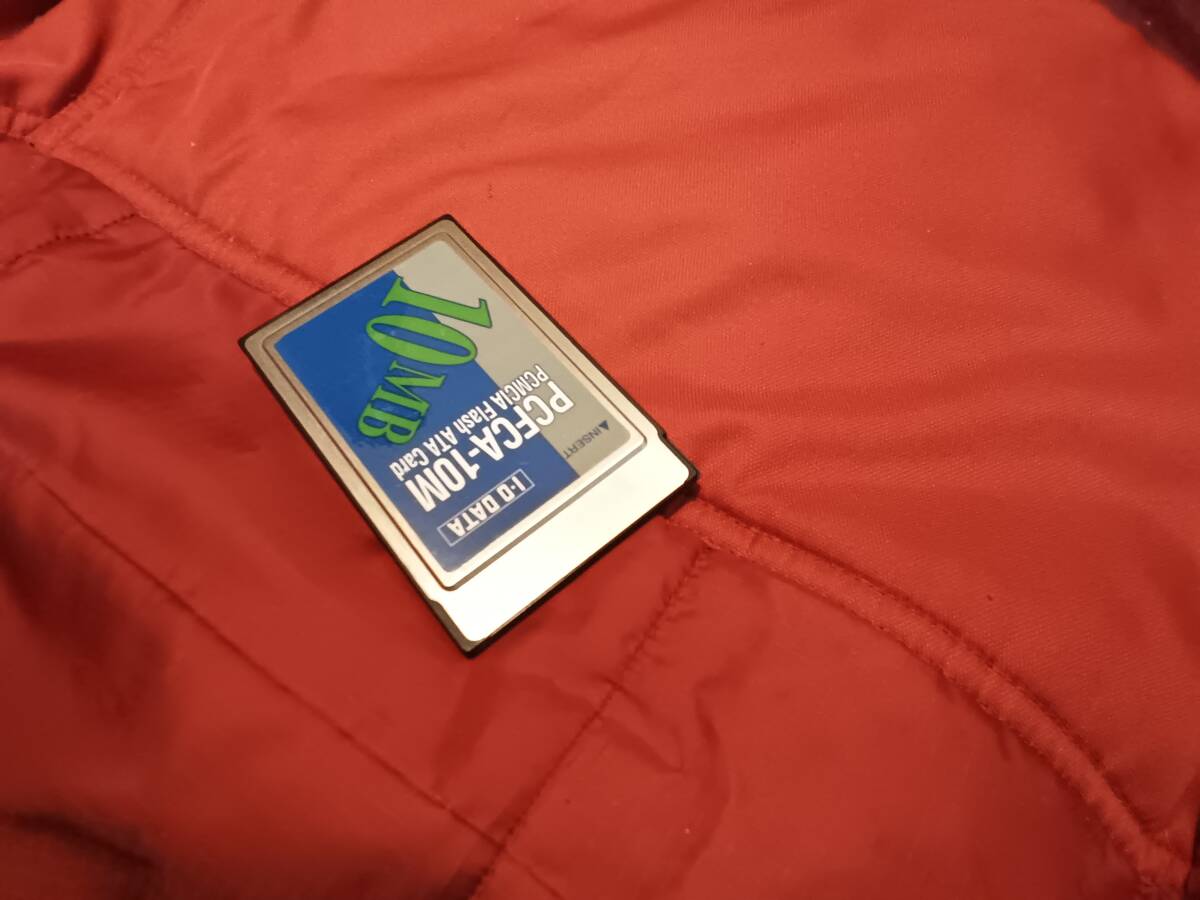 10MB
PCFCA-10M
PCMCIA Flash ATA Card
▲INSERT
I·O DATA